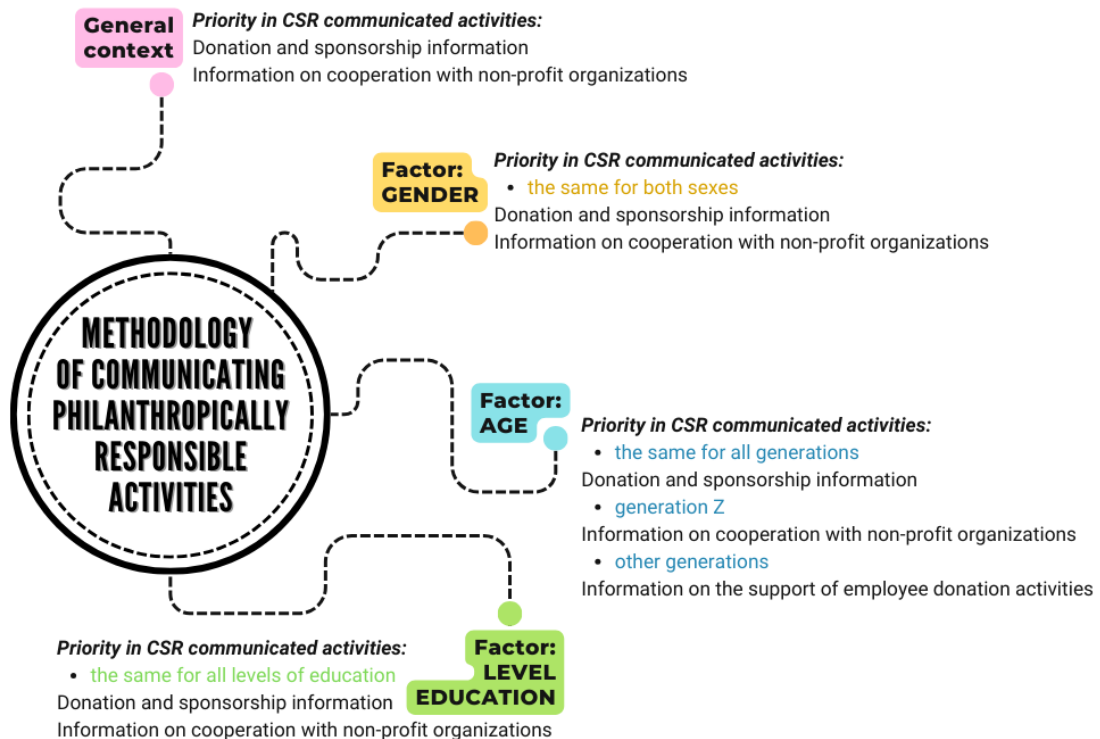 General
context
Priority in CSR communicated activities:
Donation and sponsorship information
Information on cooperation with non-profit organizations
Factor:
GENDER
Priority in CSR communicated activities:
• the same for both sexes
Donation and sponsorship information
Information on cooperation with non-profit organizations
METHODOLOGY
OF COMMUNICATING
PHILANTHROPICALLY
RESPONSIBLE
ACTIVITIES
Factor:
AGE
Priority in CSR communicated activities:
• the same for all generations
Donation and sponsorship information
• generation Z
Information on cooperation with non-profit organizations
• other generations
Information on the support of employee donation activities
Factor:
LEVEL
EDUCATION
Priority in CSR communicated activities:
• the same for all levels of education
Donation and sponsorship information
Information on cooperation with non-profit organizations